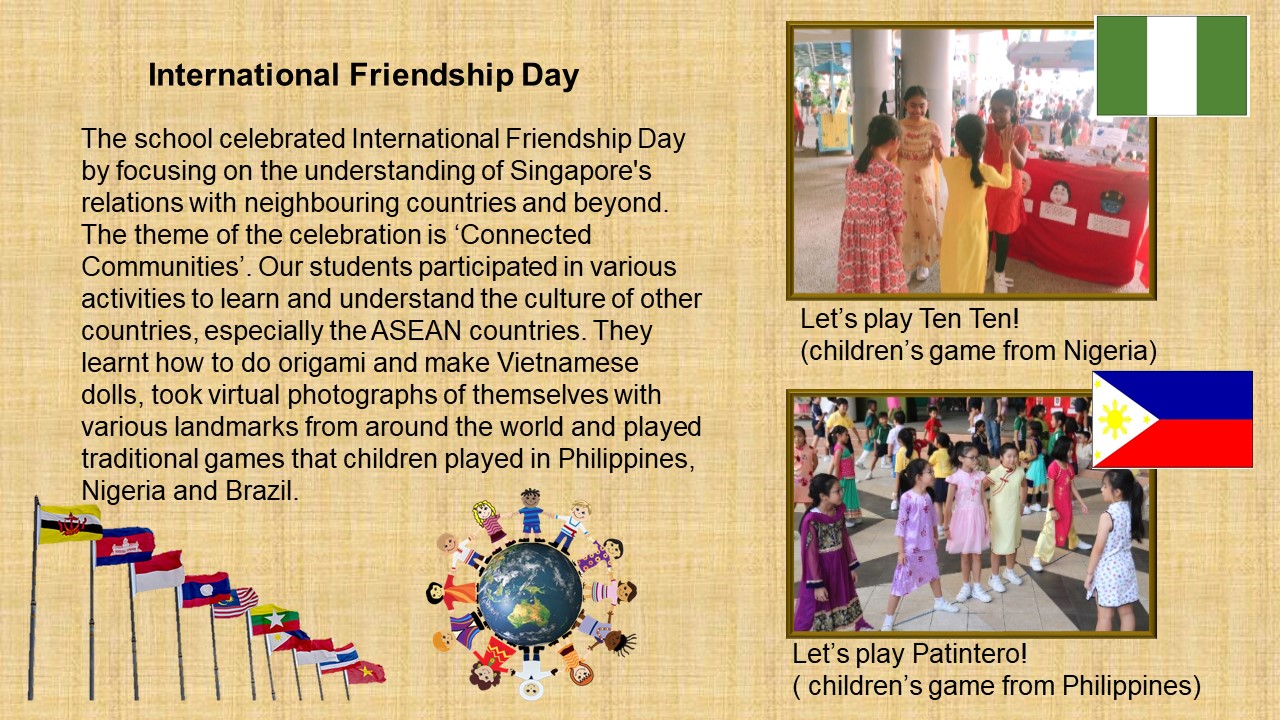 International Friendship Day
The school celebrated International Friendship Day
by focusing on the understanding of Singapore's
relations with neighbouring countries and beyond.
The theme of the celebration is ‘Connected
Communities’. Our students participated in various
activities to learn and understand the culture of other
countries, especially the ASEAN countries. They
learnt how to do origami and make Vietnamese
dolls, took virtual photographs of themselves with
various landmarks from around the world and played
traditional games that children played in Philippines,
Nigeria and Brazil.
Let’s play Ten Ten!
(children’s game from Nigeria)
Let’s play Patintero!
( children’s game from Philippines)